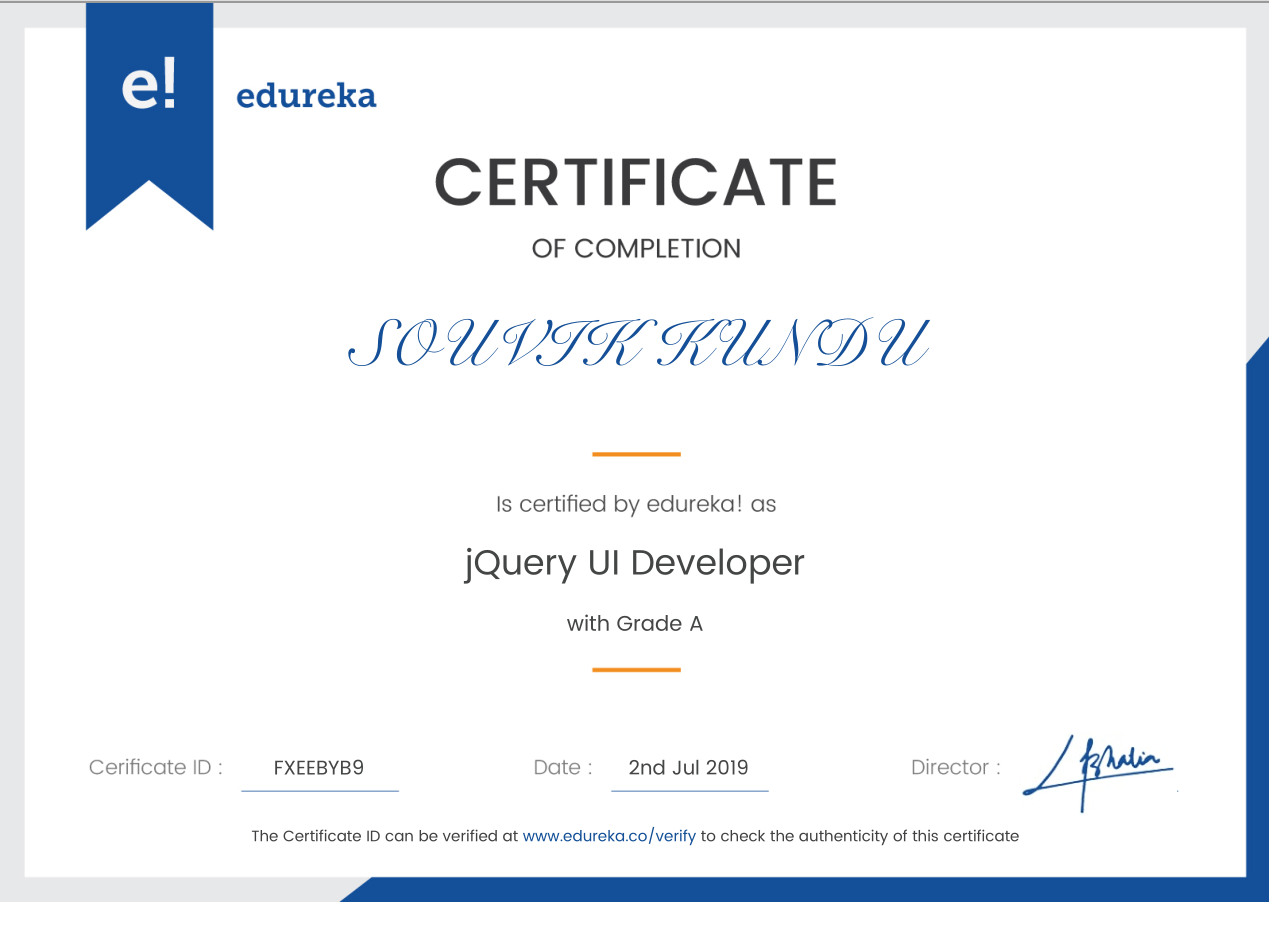 e!
edureka
CERTIFICATE
OF COMPLETION
SOUVIK KUNDU
Is certified by edureka! as
jQuery UI Developer
with Grade A
Cerificate ID : FXEEBYB9 Date : 2nd Jul 2019 Director :
The Certificate ID can be verified at www.edureka.co/verify to check the authenticity of this certificate